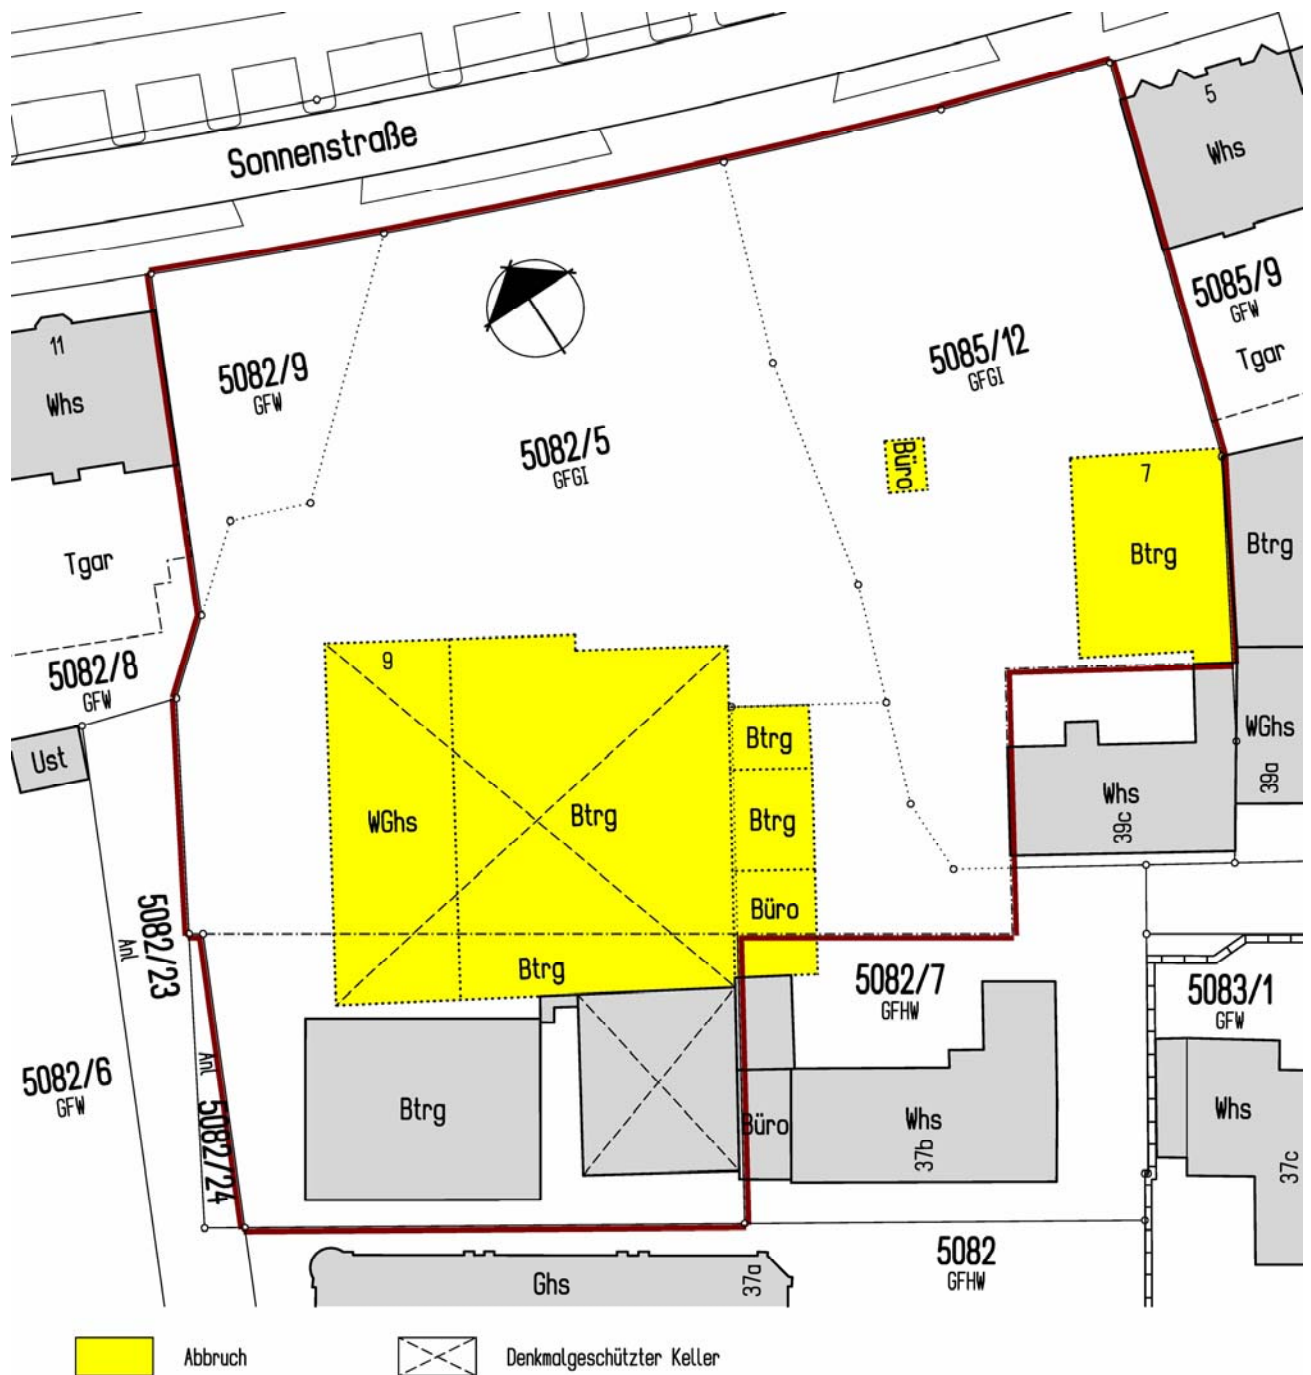 Sonnenstraße
5
Whs
5085/9
GFW
Tgar
11
Whs
5082/9
GFW
5085/12
GFGI
5082/5
GFGI
Büro
7
Btrg
Btrg
Tgar
5082/8
GFW
Ust
9
WGhs
Btrg
Btrg
Btrg
Büro
Btrg
Whs
39c
WGhs
39a
5082/23
Anl
5082/6
GFW
Anl
5082/24
Btrg
5082/7
GFHW
Büro
Whs
37b
5083/1
GFW
Whs
37c
5082
GFHW
Ghs
37a
Abbruch
Denkmalgeschützter Keller